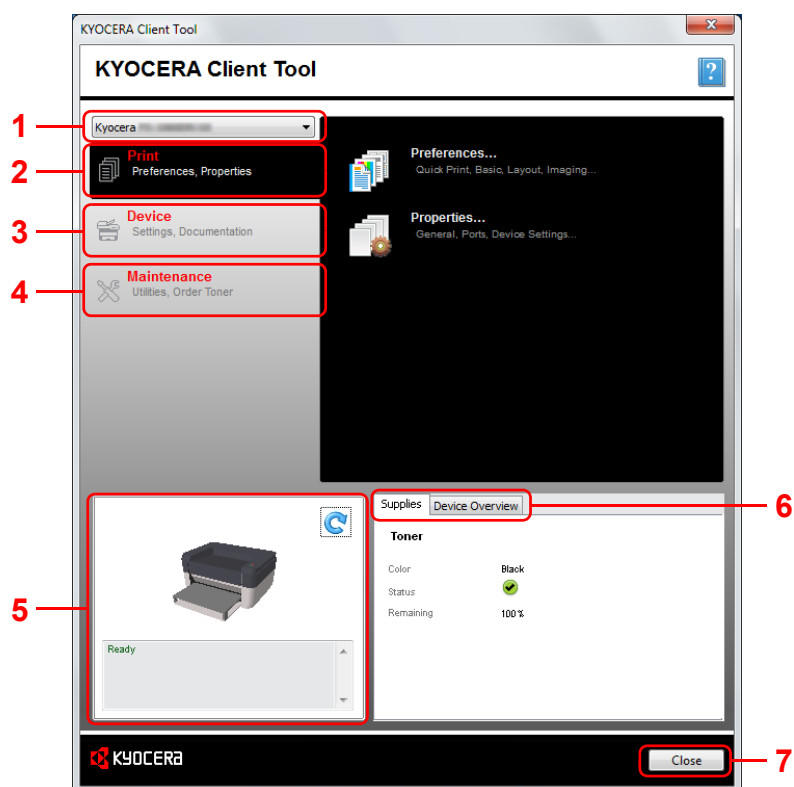 KYOCERA Client Tool
x
KYOCERA Client Tool
?
1
Kyocera
2
Print
Preferences, Properties
3
Device
Settings, Documentation
4
Maintenance
Utilities, Order Toner
Preferences...
Quick Print, Basic, Layout, Imaging...
Properties...
General, Ports, Device Settings...
5
Ready
6
Supplies Device Overview
Toner
Color Black
Status
Remaining 100 %
KYOCERA
Close
7